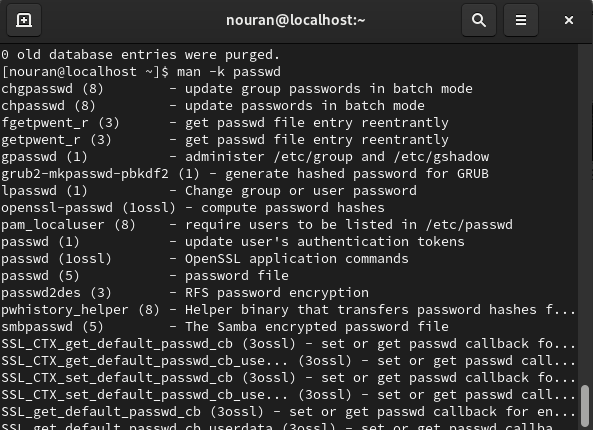 nouran@localhost:~
0 old database entries were purged.
[nouran@localhost ~]$ man -k passwd
chgpasswd (8) - update group passwords in batch mode
chpasswd (8) - update passwords in batch mode
fgetpwent_r (3) - get passwd file entry reentrantly
getpwent_r (3) - get passwd file entry reentrantly
gpasswd (1) - administer /etc/group and /etc/gshadow
grub2-mkpasswd-pbkdf2 (1) - generate hashed password for GRUB
lpasswd (1) - Change group or user password
openssl-passwd (1ossl) - compute password hashes
pam_localuser (8) - require users to be listed in /etc/passwd
passwd (1) - update user's authentication tokens
passwd (1ossl) - OpenSSL application commands
passwd (5) - password file
passwd2des (3) - RFS password encryption
pwhistory_helper (8) - Helper binary that transfers password hashes f...
smbpasswd (5) - The Samba encrypted password file
SSL_CTX_get_default_passwd_cb (3ossl) - set or get passwd callback fo...
SSL_CTX_get_default_passwd_cb_use... (3ossl) - set or get passwd call...
SSL_CTX_set_default_passwd_cb (3ossl) - set or get passwd callback fo...
SSL_CTX_set_default_passwd_cb_use... (3ossl) - set or get passwd call...
SSL_get_default_passwd_cb (3ossl) - set or get passwd callback for en...
SSL_get_default_passwd_cb_userdata (3ossl) - set or get passwd callba...